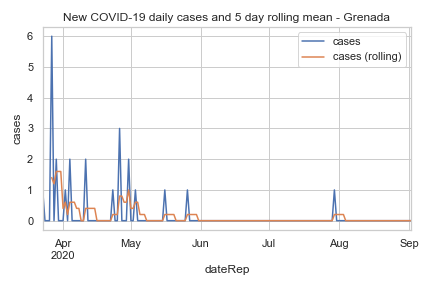 New COVID-19 daily cases and 5 day rolling mean - Grenada
cases
cases (rolling)
6
5
4
3
2
1
0
cases
Apr
2020
May
Jun
Jul
Aug
Sep
dateRep